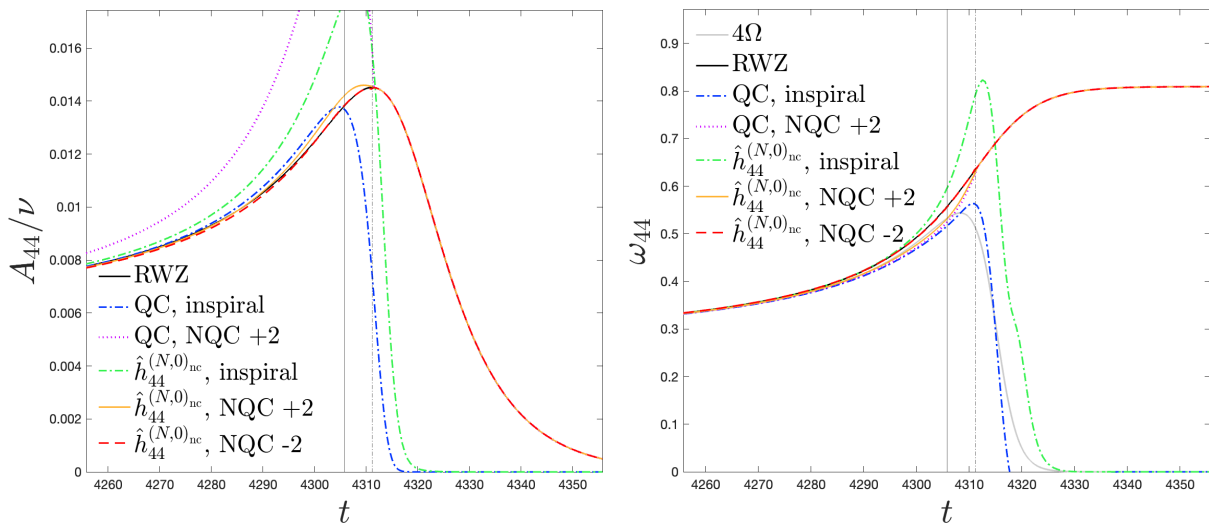 0.016
0.014
0.012
0.01
0.008
0.006
0.004
0.002
0
A₄₄/ν
RWZ
QC, inspiral
QC, NQC +2
ĥ₄₄^{(N,0)_{nc}}, inspiral
ĥ₄₄^{(N,0)_{nc}}, NQC +2
ĥ₄₄^{(N,0)_{nc}}, NQC -2
4260 4270 4280 4290 4300 4310 4320 4330 4340 4350
t
0.9
0.8
0.7
0.6
0.5
0.4
0.3
0.2
0.1
0
ω₄₄
4Ω
RWZ
QC, inspiral
QC, NQC +2
ĥ₄₄^{(N,0)_{nc}}, inspiral
ĥ₄₄^{(N,0)_{nc}}, NQC +2
ĥ₄₄^{(N,0)_{nc}}, NQC -2
4260 4270 4280 4290 4300 4310 4320 4330 4340 4350
t